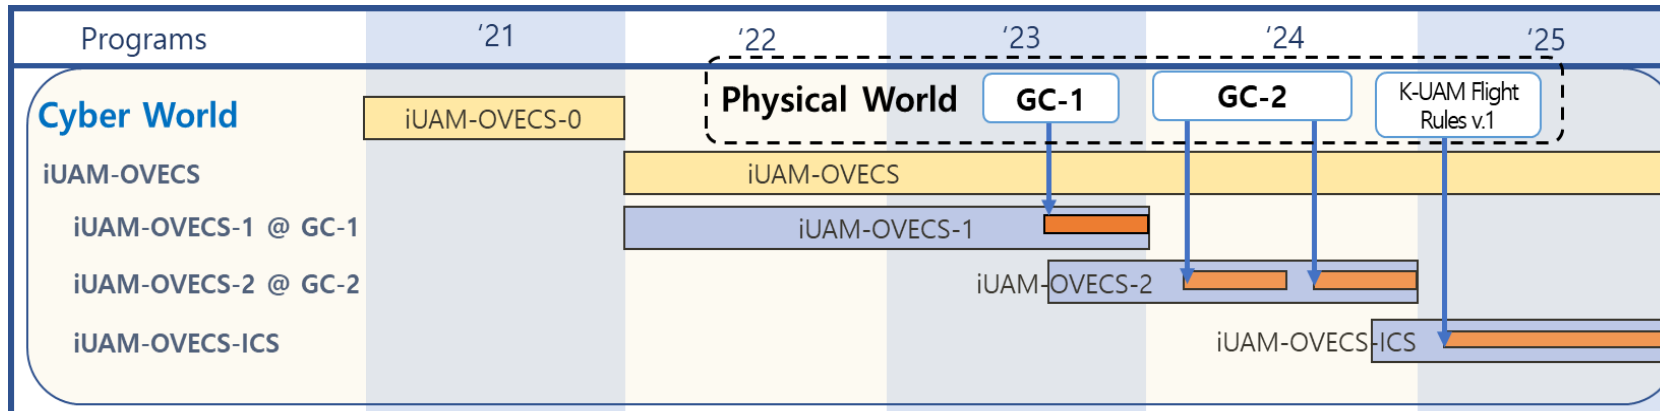 Programs ‘21 ‘22 ‘23 ‘24 ‘25
Cyber World
iUAM-OVECS-0
Physical World
GC-1
GC-2
K-UAM Flight
Rules v.1
iUAM-OVECS
iUAM-OVECS
iUAM-OVECS-1 @ GC-1
iUAM-OVECS-1
iUAM-OVECS-2 @ GC-2
iUAM-OVECS-2
iUAM-OVECS-ICS
iUAM-OVECS-ICS